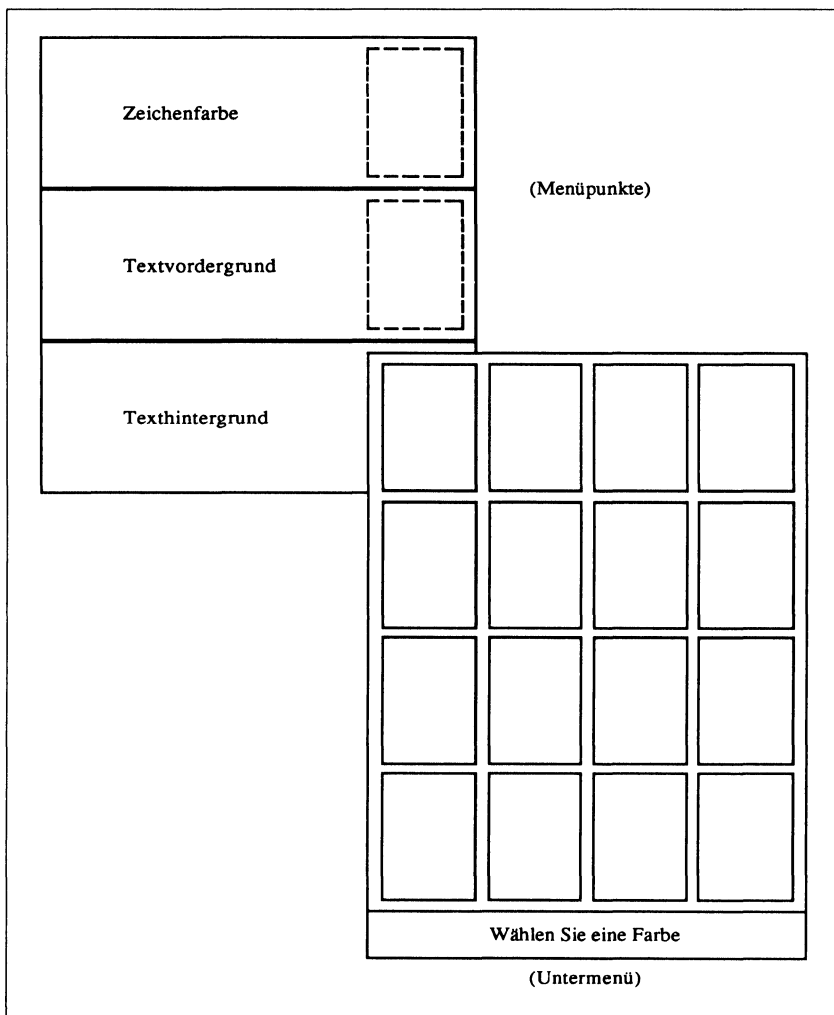 Zeichenfarbe
(Menüpunkte)
Textvordergrund
Texthintergrund
Wählen Sie eine Farbe
(Untermenü)